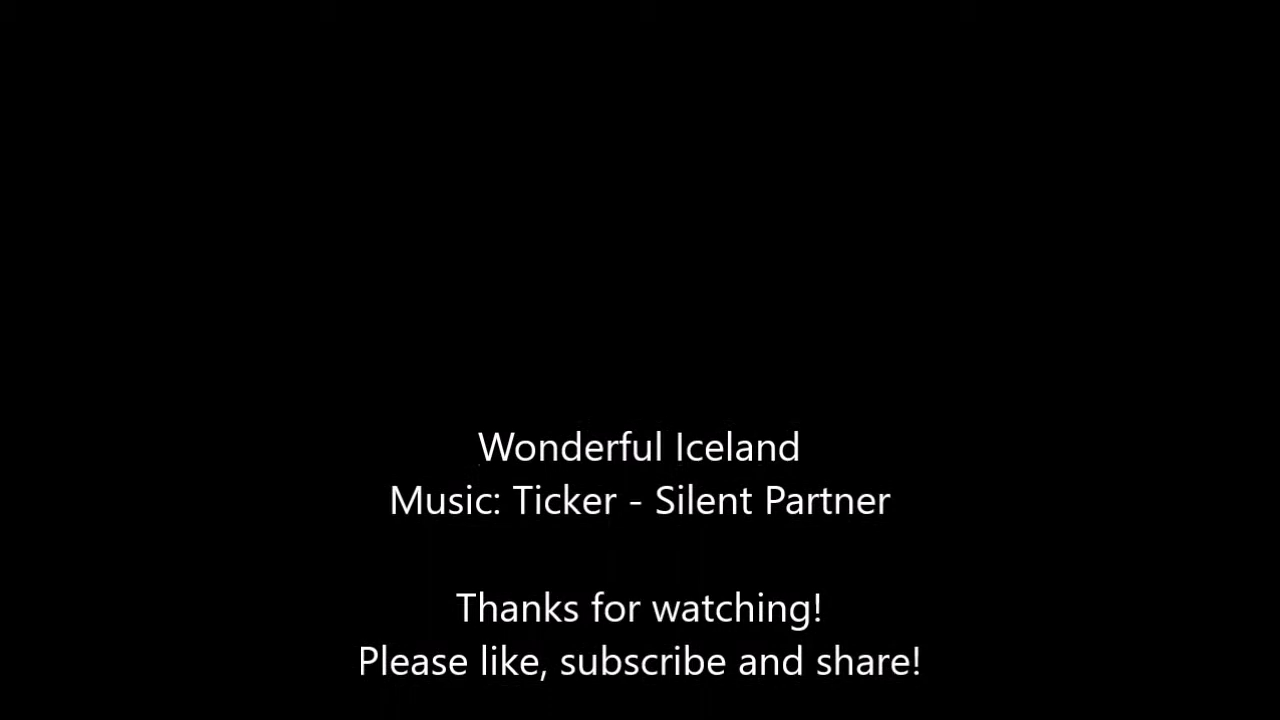 Wonderful Iceland
Music: Ticker - Silent Partner
Thanks for watching!
Please like, subscribe and share!